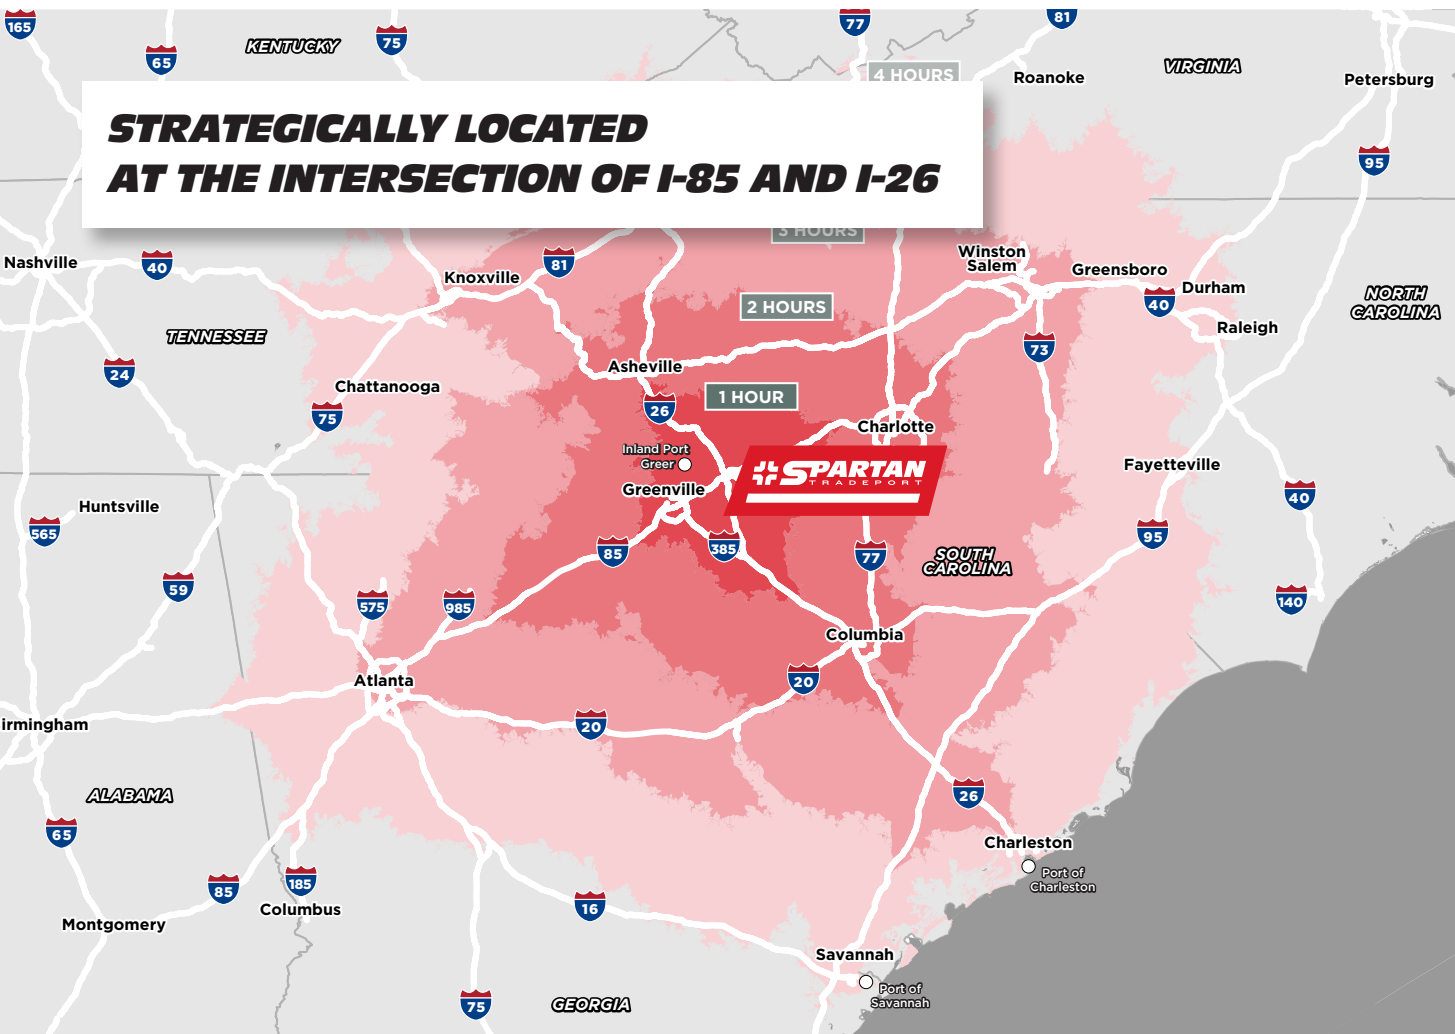 165
65
KENTUCKY
75
77
81
4 HOURS
Roanoke
VIRGINIA
Petersburg
STRATEGICALLY LOCATED
AT THE INTERSECTION OF I-85 AND I-26
95
3 HOURS
Nashville
40
Knoxville
81
Winston
Salem
Greensboro
Durham
40
NORTH
CAROLINA
2 HOURS
TENNESSEE
Raleigh
73
24
Asheville
Chattanooga
75
26
1 HOUR
Charlotte
Inland Port
Greer
SPARTAN
TRADEPORT
Fayetteville
Greenville
40
Huntsville
565
85
385
77
SOUTH
CAROLINA
95
59
575
985
140
Columbia
Atlanta
20
20
irmingham
ALABAMA
26
65
Charleston
Port of
Charleston
85
185
Columbus
16
Montgomery
Savannah
Port of
Savannah
75
GEORGIA